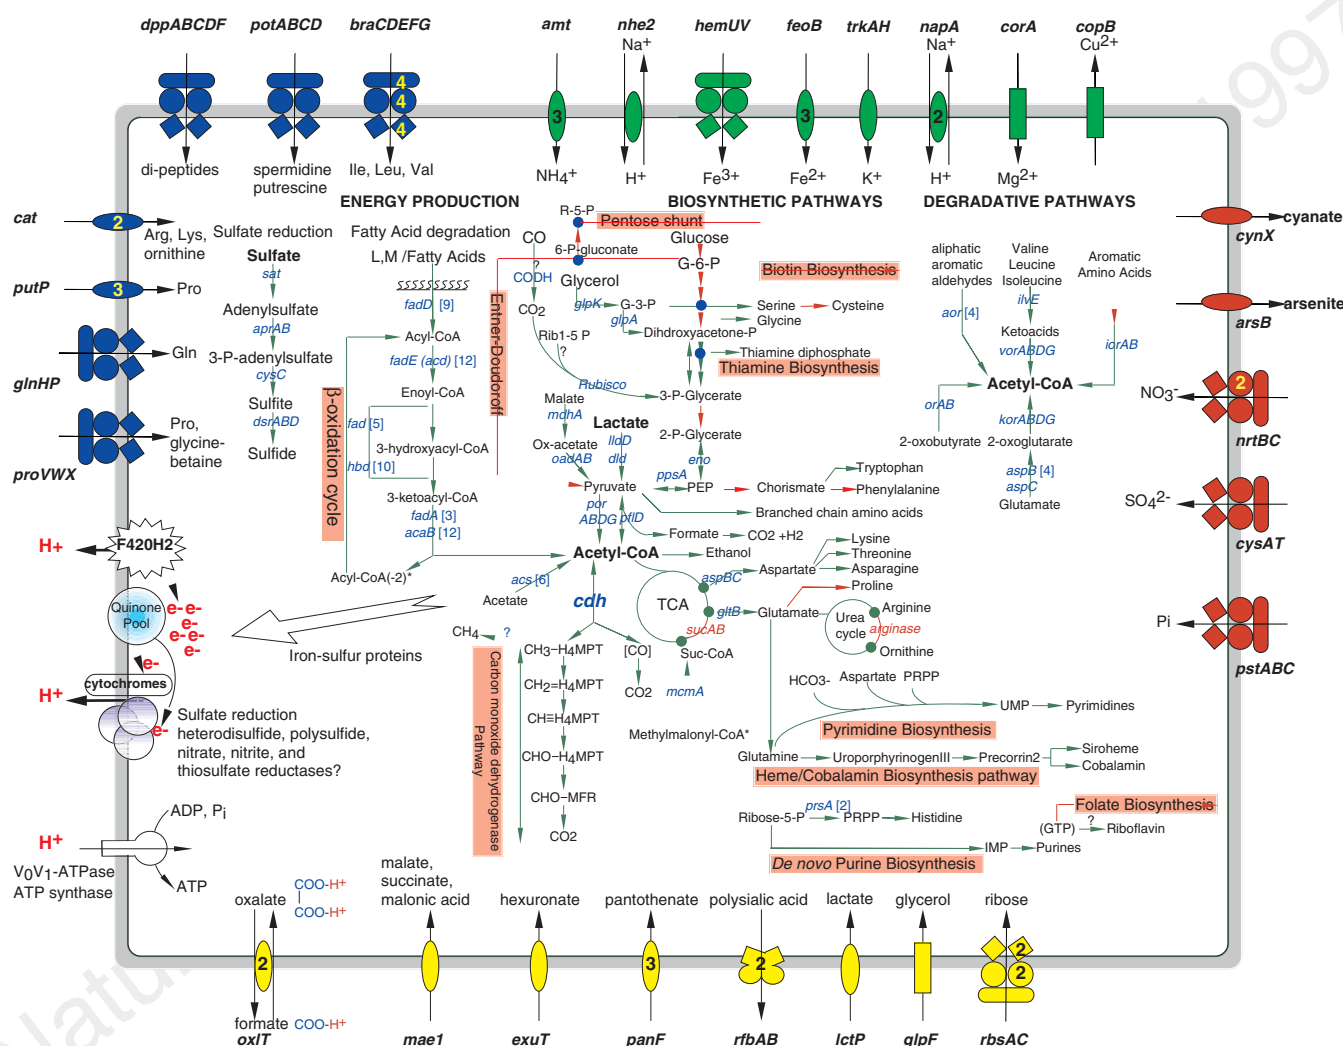 dppABCDF
potABCD
braCDEFG
amt
nhe2
hemUV
feoB
trkAH
napA
corA
copB
Na+
Na+
Cu2+
4
4
4
3
3
2
di-peptides
spermidine
putrescine
Ile, Leu, Val
NH4+
H+
Fe3+
Fe2+
K+
H+
Mg2+
1997
ENERGY PRODUCTION
BIOSYNTHETIC PATHWAYS
DEGRADATIVE PATHWAYS
cat
2
Arg, Lys,
ornithine
putP
3
Pro
glnHP
Gln
proVWX
Pro,
glycine-
betaine
Sulfate reduction
Sulfate
sat
Adenylsulfate
aprAB
3-P-adenylsulfate
cysC
Sulfite
dsrABD
Sulfide
Fatty Acid degradation
L,M /Fatty Acids
fadD [9]
Acyl-CoA
fadE (acd) [12]
Enoyl-CoA
fad [5]
3-hydroxyacyl-CoA
hbd [10]
3-ketoacyl-CoA
fadA [3]
acaB [12]
Acyl-CoA(-2)*
β-oxidation cycle
Entner-Doudoroff
R-5-P
Pentose shunt
6-P-gluconate
Glucose
G-6-P
CO
?
CODH
CO2
Glycerol
glpK
G-3-P
glpA
Dihydroxyacetone-P
Rib1-5 P
?
Rubisco
Biotin Biosynthesis
Serine
Cysteine
Glycine
Thiamine diphosphate
Thiamine Biosynthesis
3-P-Glycerate
2-P-Glycerate
eno
ppsA
PEP
Malate
mdhA
Ox-acetate
oadAB
Lactate
lldD
dld
Pyruvate
por
ABDG
pflD
Chorismate
Tryptophan
Phenylalanine
Branched chain amino acids
Formate
CO2 +H2
Acetyl-CoA
Ethanol
acs [6]
Acetate
cdh
TCA
aspBC
Aspartate
Lysine
Threonine
Asparagine
Proline
gltB
Glutamate
sucAB
Suc-CoA
mcmA
Methylmalonyl-CoA*
Urea
cycle
Arginine
arginase
Ornithine
aliphatic
aromatic
aldehydes
aor [4]
Valine
Leucine
Isoleucine
ilvE
Ketoacids
vorABDG
Aromatic
Amino Acids
iorAB
Acetyl-CoA
orAB
korABDG
2-oxobutyrate
2-oxoglutarate
aspB [4]
aspC
Glutamate
cyanate
cynX
arsenite
arsB
NO3-
2
nrtBC
SO42-
cysAT
Pi
pstABC
H+
F420H2
Quinone
Pool
e- e-
e-
e- e-
e-
e-
cytochromes
H+
e-
Iron-sulfur proteins
Sulfate reduction
heterodisulfide, polysulfide,
nitrate, nitrite, and
thiosulfate reductases?
CH4
?
Carbon monoxide dehydrogenase
Pathway
CH3-H4MPT
CH2=H4MPT
CH≡H4MPT
CHO-H4MPT
CHO-MFR
CO2
[CO]
CO2
HCO3-
Aspartate
PRPP
UMP
Pyrimidines
Pyrimidine Biosynthesis
Glutamine
UroporphyrinogenIII
Precorrin2
Siroheme
Cobalamin
Heme/Cobalamin Biosynthesis pathway
prsA [2]
Ribose-5-P
PRPP
Histidine
Folate Biosynthesis
(GTP)
?
Riboflavin
IMP
Purines
De novo Purine Biosynthesis
ADP, Pi
H+
V0V1-ATPase
ATP synthase
ATP
oxalate
COO-H+
COO-H+
malate,
succinate,
malonic acid
hexuronate
pantothenate
polysialic acid
lactate
glycerol
ribose
2
3
2
2
2
formate
COO-H+
oxlT
mae1
exuT
panF
rfbAB
lctP
glpF
rbsAC
Natur